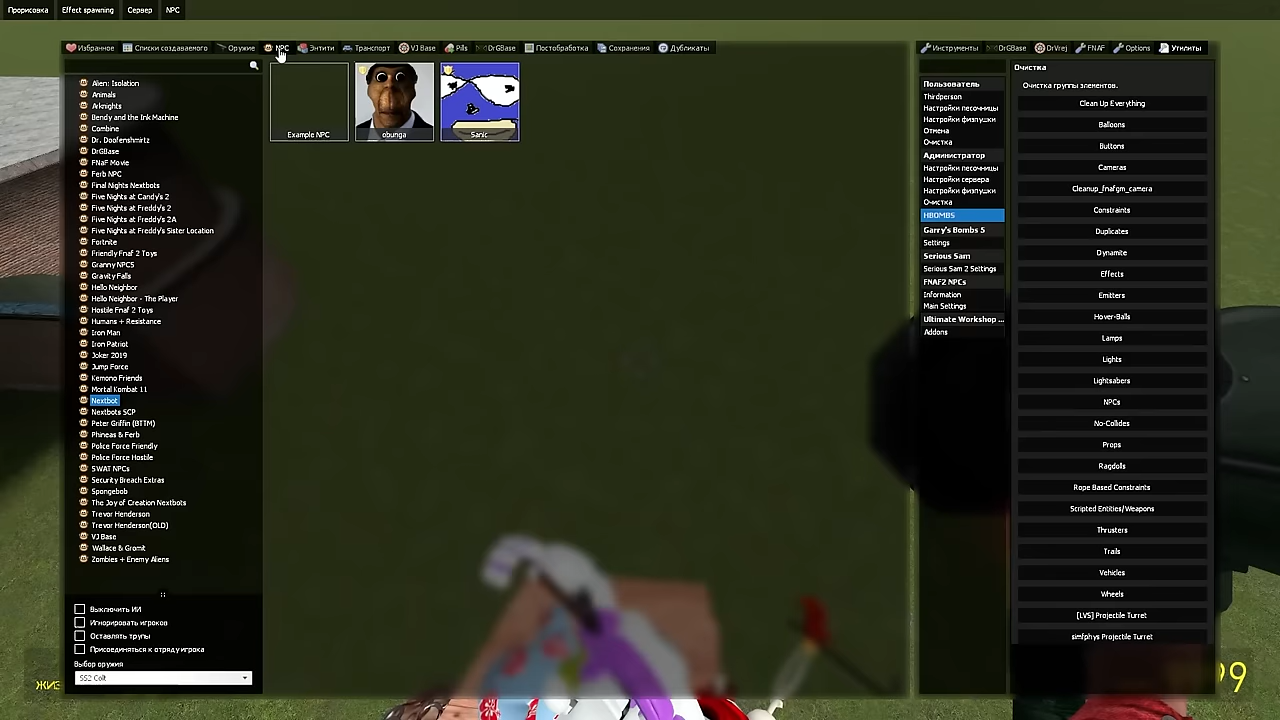 Прорисовка Effect spawning Сервер NPC
Избранное Списки создаваемого Оружие NPC Энтити Транспорт VJ Base Pills DrGBase Постобработка Сохранения Дубликаты
Alien: Isolation
Animals
Arknights
Bendy and the Ink Machine
Combine
Dr. Doofenshmirtz
DrGBase
FNaF Movie
Ferb NPC
Final Nights Nextbots
Five Nights at Candy's 2
Five Nights at Freddy's 2
Five Nights at Freddy's 2A
Five Nights at Freddy's Sister Location
Fortnite
Friendly Fnaf 2 Toys
Granny NPCS
Gravity Falls
Hello Neighbor
Hello Neighbor - The Player
Hostile Fnaf 2 Toys
Humans + Resistance
Iron Man
Iron Patriot
Joker 2019
Jump Force
Kemono Friends
Mortal Kombat 11
Nextbot
Nextbots SCP
Peter Griffin (BTTM)
Phineas & Ferb
Police Force Friendly
Police Force Hostile
SWAT NPCs
Security Breach Extras
Spongebob
The Joy of Creation Nextbots
Trevor Henderson
Trevor Henderson(OLD)
VJ Base
Wallace & Gromit
Zombies + Enemy Aliens
Выключить ИИ
Игнорировать игроков
Оставлять трупы
Присоединяться к отряду игрока
Выбор оружия
SS2 Colt
Example NPC
obunga
Sanic
Инструменты DrGBase DrVrej FNAF Options Утилиты
Пользователь
Thirdperson
Настройки песочницы
Настройки физпушки
Отмена
Очистка
Администратор
Настройки песочницы
Настройки сервера
Настройки физпушки
Очистка
HBOMBS
Garry's Bombs 5
Settings
Serious Sam
Serious Sam 2 Settings
FNAF2 NPCs
Information
Main Settings
Ultimate Workshop ...
Addons
Очистка
Очистка группы элементов.
Clean Up Everything
Balloons
Buttons
Cameras
Cleanup_fnafgm_camera
Constraints
Duplicates
Dynamite
Effects
Emitters
Hover-Balls
Lamps
Lights
Lightsabers
NPCs
No-Collides
Props
Ragdolls
Rope Based Constraints
Scripted Entities/Weapons
Thrusters
Trails
Vehicles
Wheels
[LVS] Projectile Turret
simfphys Projectile Turret